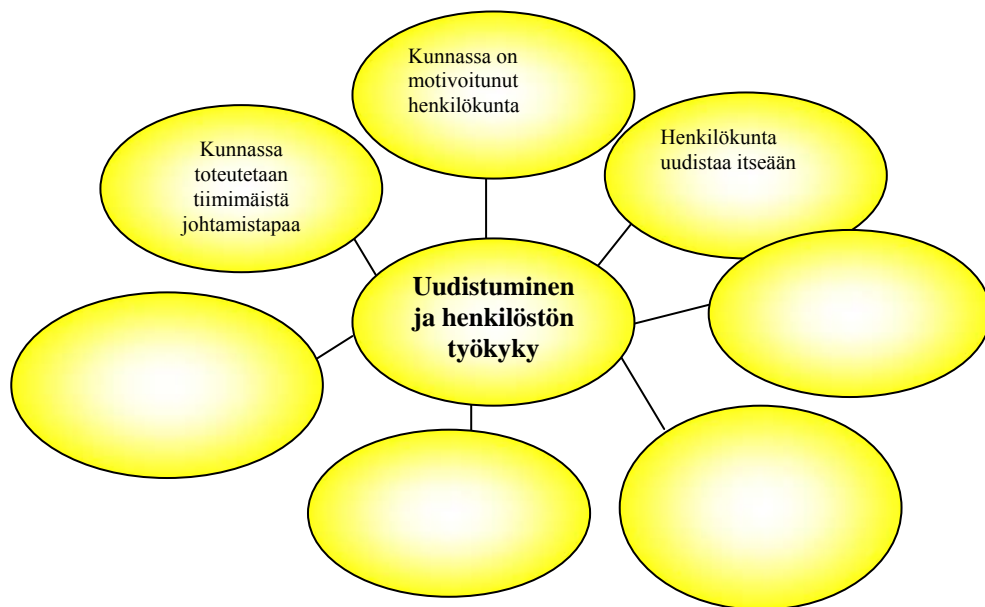 Kunnassa on
motivoitunut
henkilökunta
Kunnassa
toteutetaan
tiimimäistä
johtamistapaa
Henkilökunta
uudistaa itseään
Uudistuminen
ja henkilöstön
työkyky